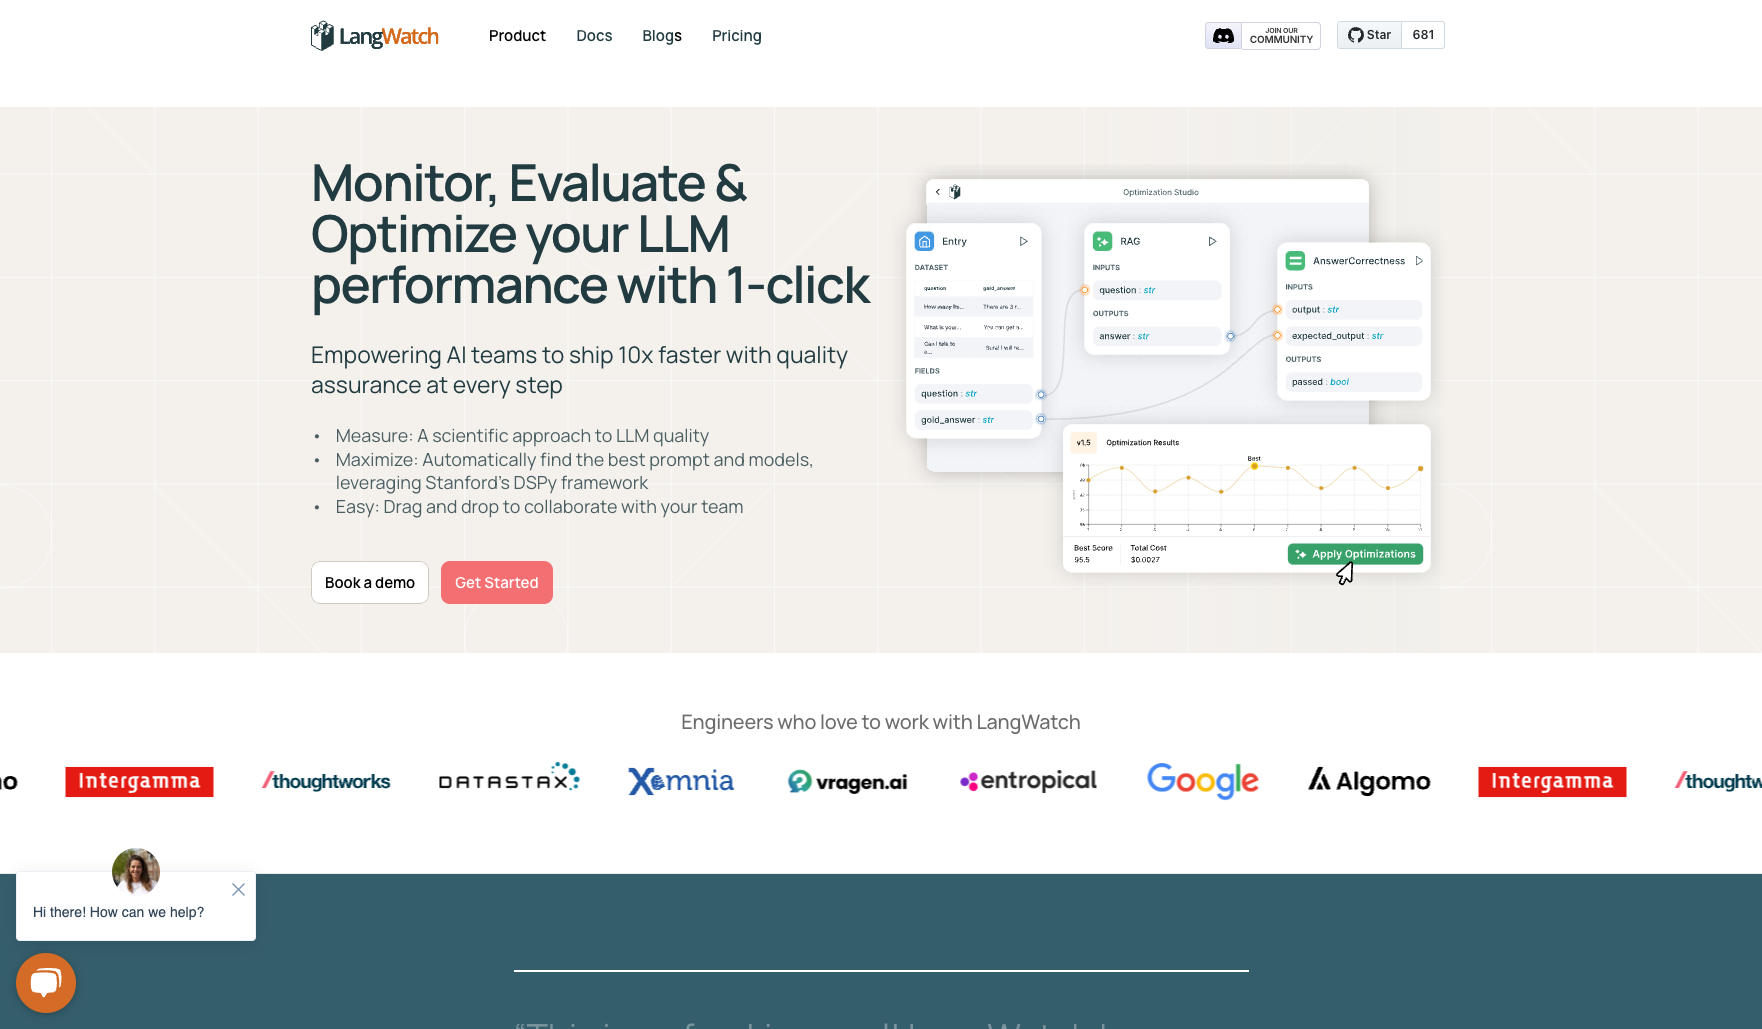 LangWatch
Product
Docs
Blogs
Pricing
JOIN OUR
COMMUNITY
Star
681
Monitor, Evaluate &
Optimize your LLM
performance with 1-click
Empowering AI teams to ship 10x faster with quality
assurance at every step
• Measure: A scientific approach to LLM quality
• Maximize: Automatically find the best prompt and models,
leveraging Stanford's DSPy framework
• Easy: Drag and drop to collaborate with your team
Book a demo
Get Started
Optimization Studio
Entry
DATASET
question gold_answer
How many lis... There are 3 r...
What is your... You can get a...
Can I talk to
a... Sure! I will re...
FIELDS
question : str
gold_answer : str
RAG
INPUTS
question : str
OUTPUTS
answer : str
AnswerCorrectness
INPUTS
output : str
expected_output : str
OUTPUTS
passed : bool
v1.5
Optimization Results
Best
Best Score
95.5
Total Cost
$0.0027
Apply Optimizations
Engineers who love to work with LangWatch
Intergamma
/thoughtworks
DATASTAX
Xomnia
vragen.ai
entropical
Google
Algomo
Intergamma
Hi there! How can we help?